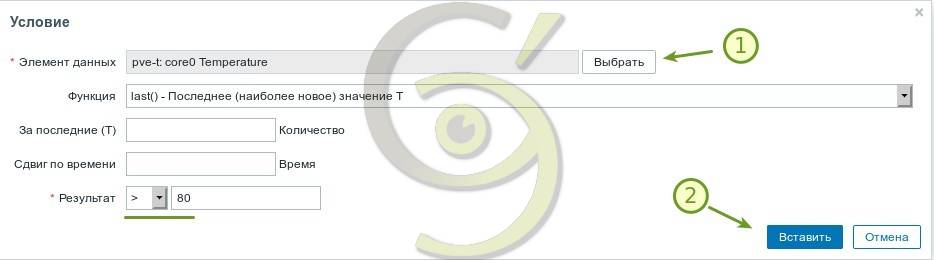 Условие
×
* Элемент данных pve-t: core0 Temperature Выбрать 1
Функция last() - Последнее (наиболее новое) значение T
За последние (T) Количество
Сдвиг по времени Время
* Результат > 80
2
Вставить Отмена